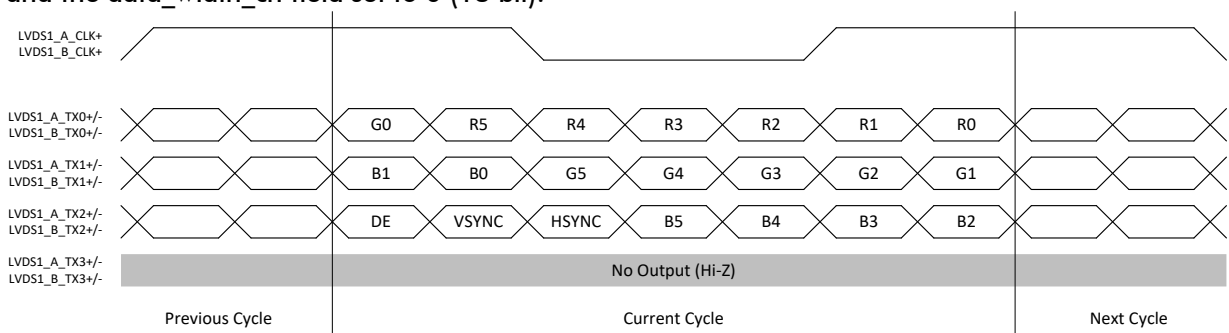 and the data_width_ch field set to 0 (18-bit).
LVDS1_A_CLK+
LVDS1_B_CLK+
LVDS1_A_TX0+/-
LVDS1_B_TX0+/-
G0 R5 R4 R3 R2 R1 R0
LVDS1_A_TX1+/-
LVDS1_B_TX1+/-
B1 B0 G5 G4 G3 G2 G1
LVDS1_A_TX2+/-
LVDS1_B_TX2+/-
DE VSYNC HSYNC B5 B4 B3 B2
LVDS1_A_TX3+/-
LVDS1_B_TX3+/-
No Output (Hi-Z)
Previous Cycle Current Cycle Next Cycle